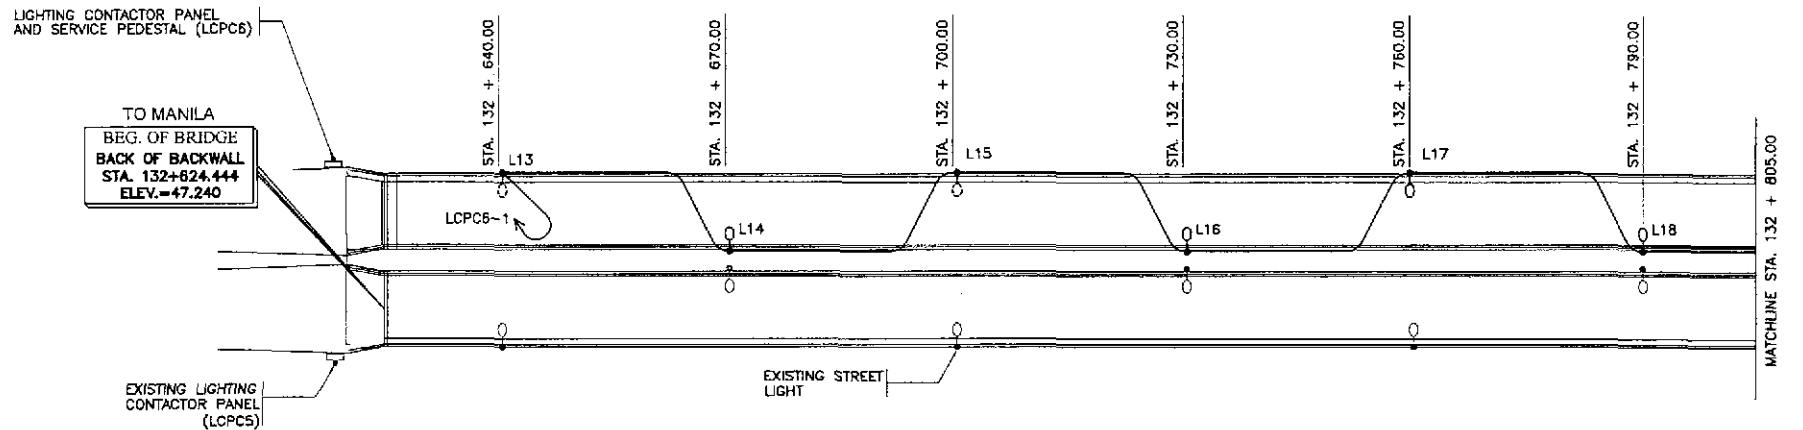 LIGHTING CONTACTOR PANEL
AND SERVICE PEDESTAL (LCPC6)
STA. 132 + 640.00
STA. 132 + 670.00
STA. 132 + 700.00
STA. 132 + 730.00
STA. 132 + 760.00
STA. 132 + 790.00
TO MANILA
BEG. OF BRIDGE
BACK OF BACKWALL
STA. 132+624.444
ELEV.=47.240
L13
L15
L17
LCPC6-1
L14
L16
L18
MATCHLINE STA. 132 + 805.00
EXISTING LIGHTING
CONTACTOR PANEL
(LCPC5)
EXISTING STREET
LIGHT